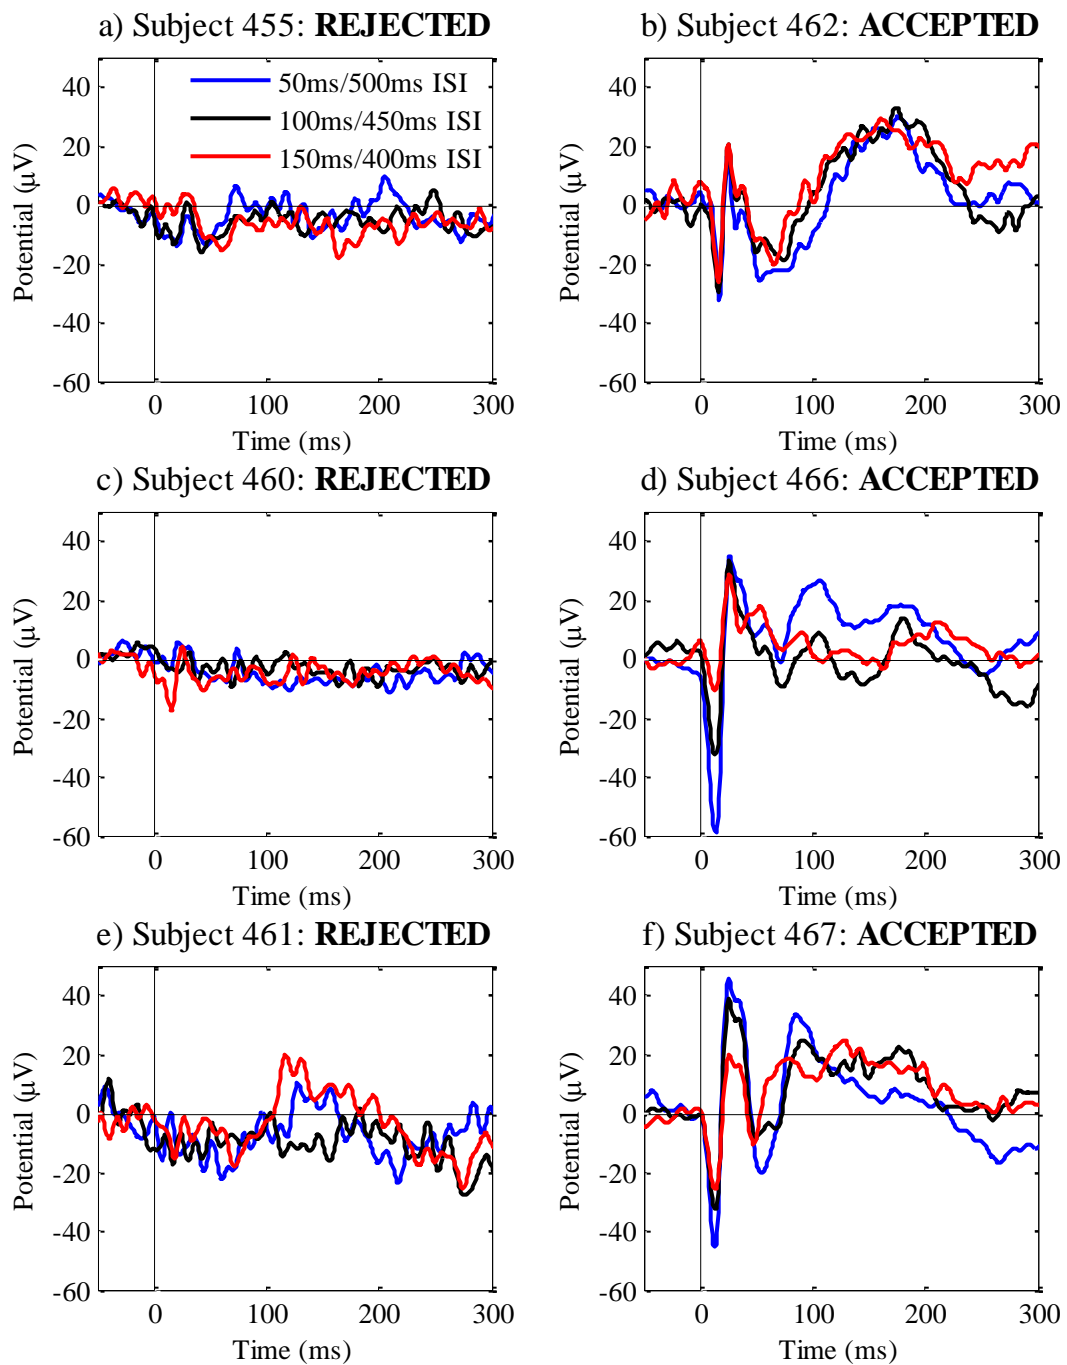 a) Subject 455: REJECTED
50ms/500ms ISI
100ms/450ms ISI
150ms/400ms ISI
40
20
0
-20
-40
-60
Potential (µV)
0 100 200 300
Time (ms)
b) Subject 462: ACCEPTED
40
20
0
-20
-40
-60
Potential (µV)
0 100 200 300
Time (ms)
c) Subject 460: REJECTED
40
20
0
-20
-40
-60
Potential (µV)
0 100 200 300
Time (ms)
d) Subject 466: ACCEPTED
40
20
0
-20
-40
-60
Potential (µV)
0 100 200 300
Time (ms)
e) Subject 461: REJECTED
40
20
0
-20
-40
-60
Potential (µV)
0 100 200 300
Time (ms)
f) Subject 467: ACCEPTED
40
20
0
-20
-40
-60
Potential (µV)
0 100 200 300
Time (ms)